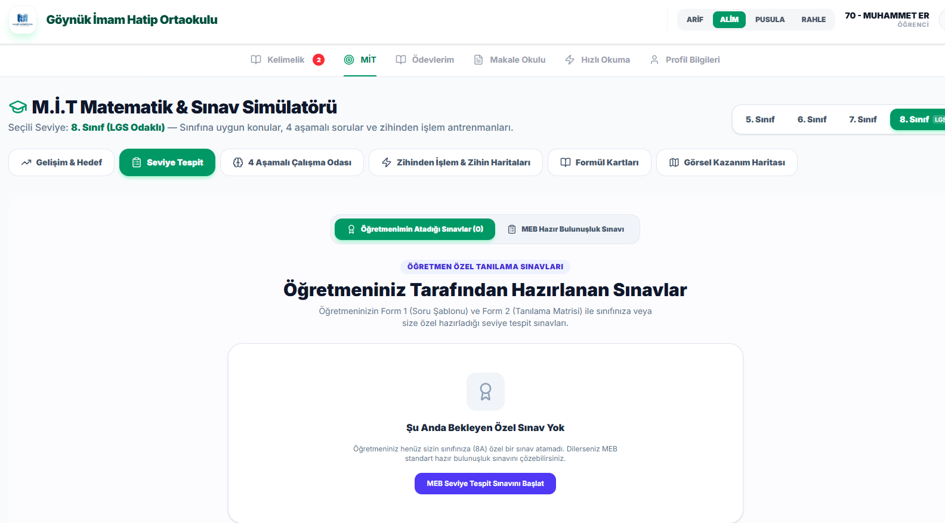 Göynük İmam Hatip Ortaokulu
ARİF
ALİM
PUSULA
RAHLE
70 - MUHAMMET ER
ÖĞRENCİ
Kelimelik 2
MİT
Ödevlerim
Makale Okulu
Hızlı Okuma
Profil Bilgileri
M.İ.T Matematik & Sınav Simülatörü
Seçili Seviye: 8. Sınıf (LGS Odaklı) — Sınıfına uygun konular, 4 aşamalı sorular ve zihinden işlem antrenmanları.
5. Sınıf
6. Sınıf
7. Sınıf
8. Sınıf LGS
Gelişim & Hedef
Seviye Tespit
4 Aşamalı Çalışma Odası
Zihinden İşlem & Zihin Haritaları
Formül Kartları
Görsel Kazanım Haritası
Öğretmenimin Atadığı Sınavlar (0)
MEB Hazır Bulunuşluk Sınavı
ÖĞRETMEN ÖZEL TANILAMA SINAVLARI
Öğretmeniniz Tarafından Hazırlanan Sınavlar
Öğretmeninizin Form 1 (Soru Şablonu) ve Form 2 (Tanılama Matrisi) ile sınıfınıza veya
size özel hazırladığı seviye tespit sınavları.
Şu Anda Bekleyen Özel Sınav Yok
Öğretmeniniz henüz sizin sınıfınıza (8A) özel bir sınav atamadı. Dilerseniz MEB
standart hazır bulunuşluk sınavını çözebilirsiniz.
MEB Seviye Tespit Sınavını Başlat